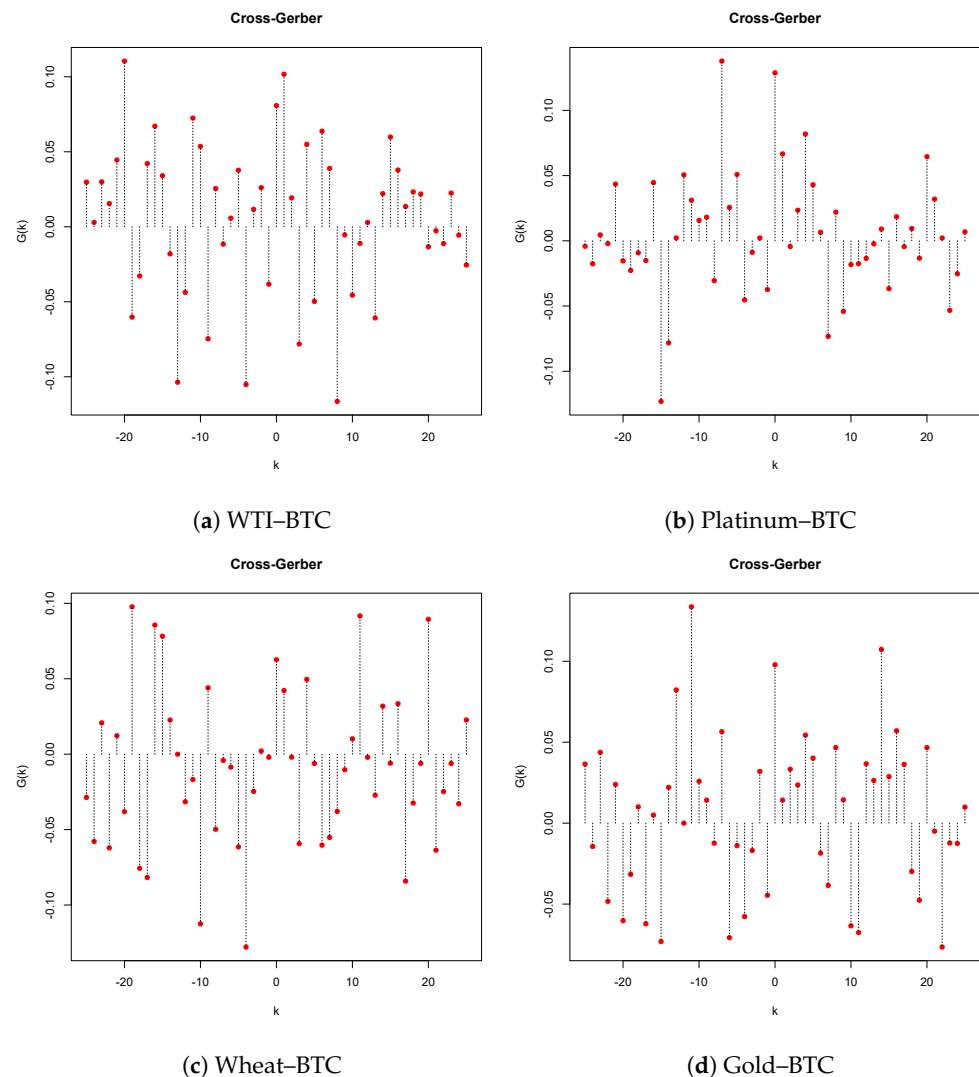 Cross-Gerber
0.10
0.05
0.00
-0.05
-0.10
G(k)
-20 -10 0 10 20
k
(a) WTI–BTC
Cross-Gerber
0.10
0.05
0.00
-0.05
-0.10
G(k)
-20 -10 0 10 20
k
(b) Platinum–BTC
Cross-Gerber
0.10
0.05
0.00
-0.05
-0.10
G(k)
-20 -10 0 10 20
k
(c) Wheat–BTC
Cross-Gerber
0.10
0.05
0.00
-0.05
G(k)
-20 -10 0 10 20
k
(d) Gold–BTC